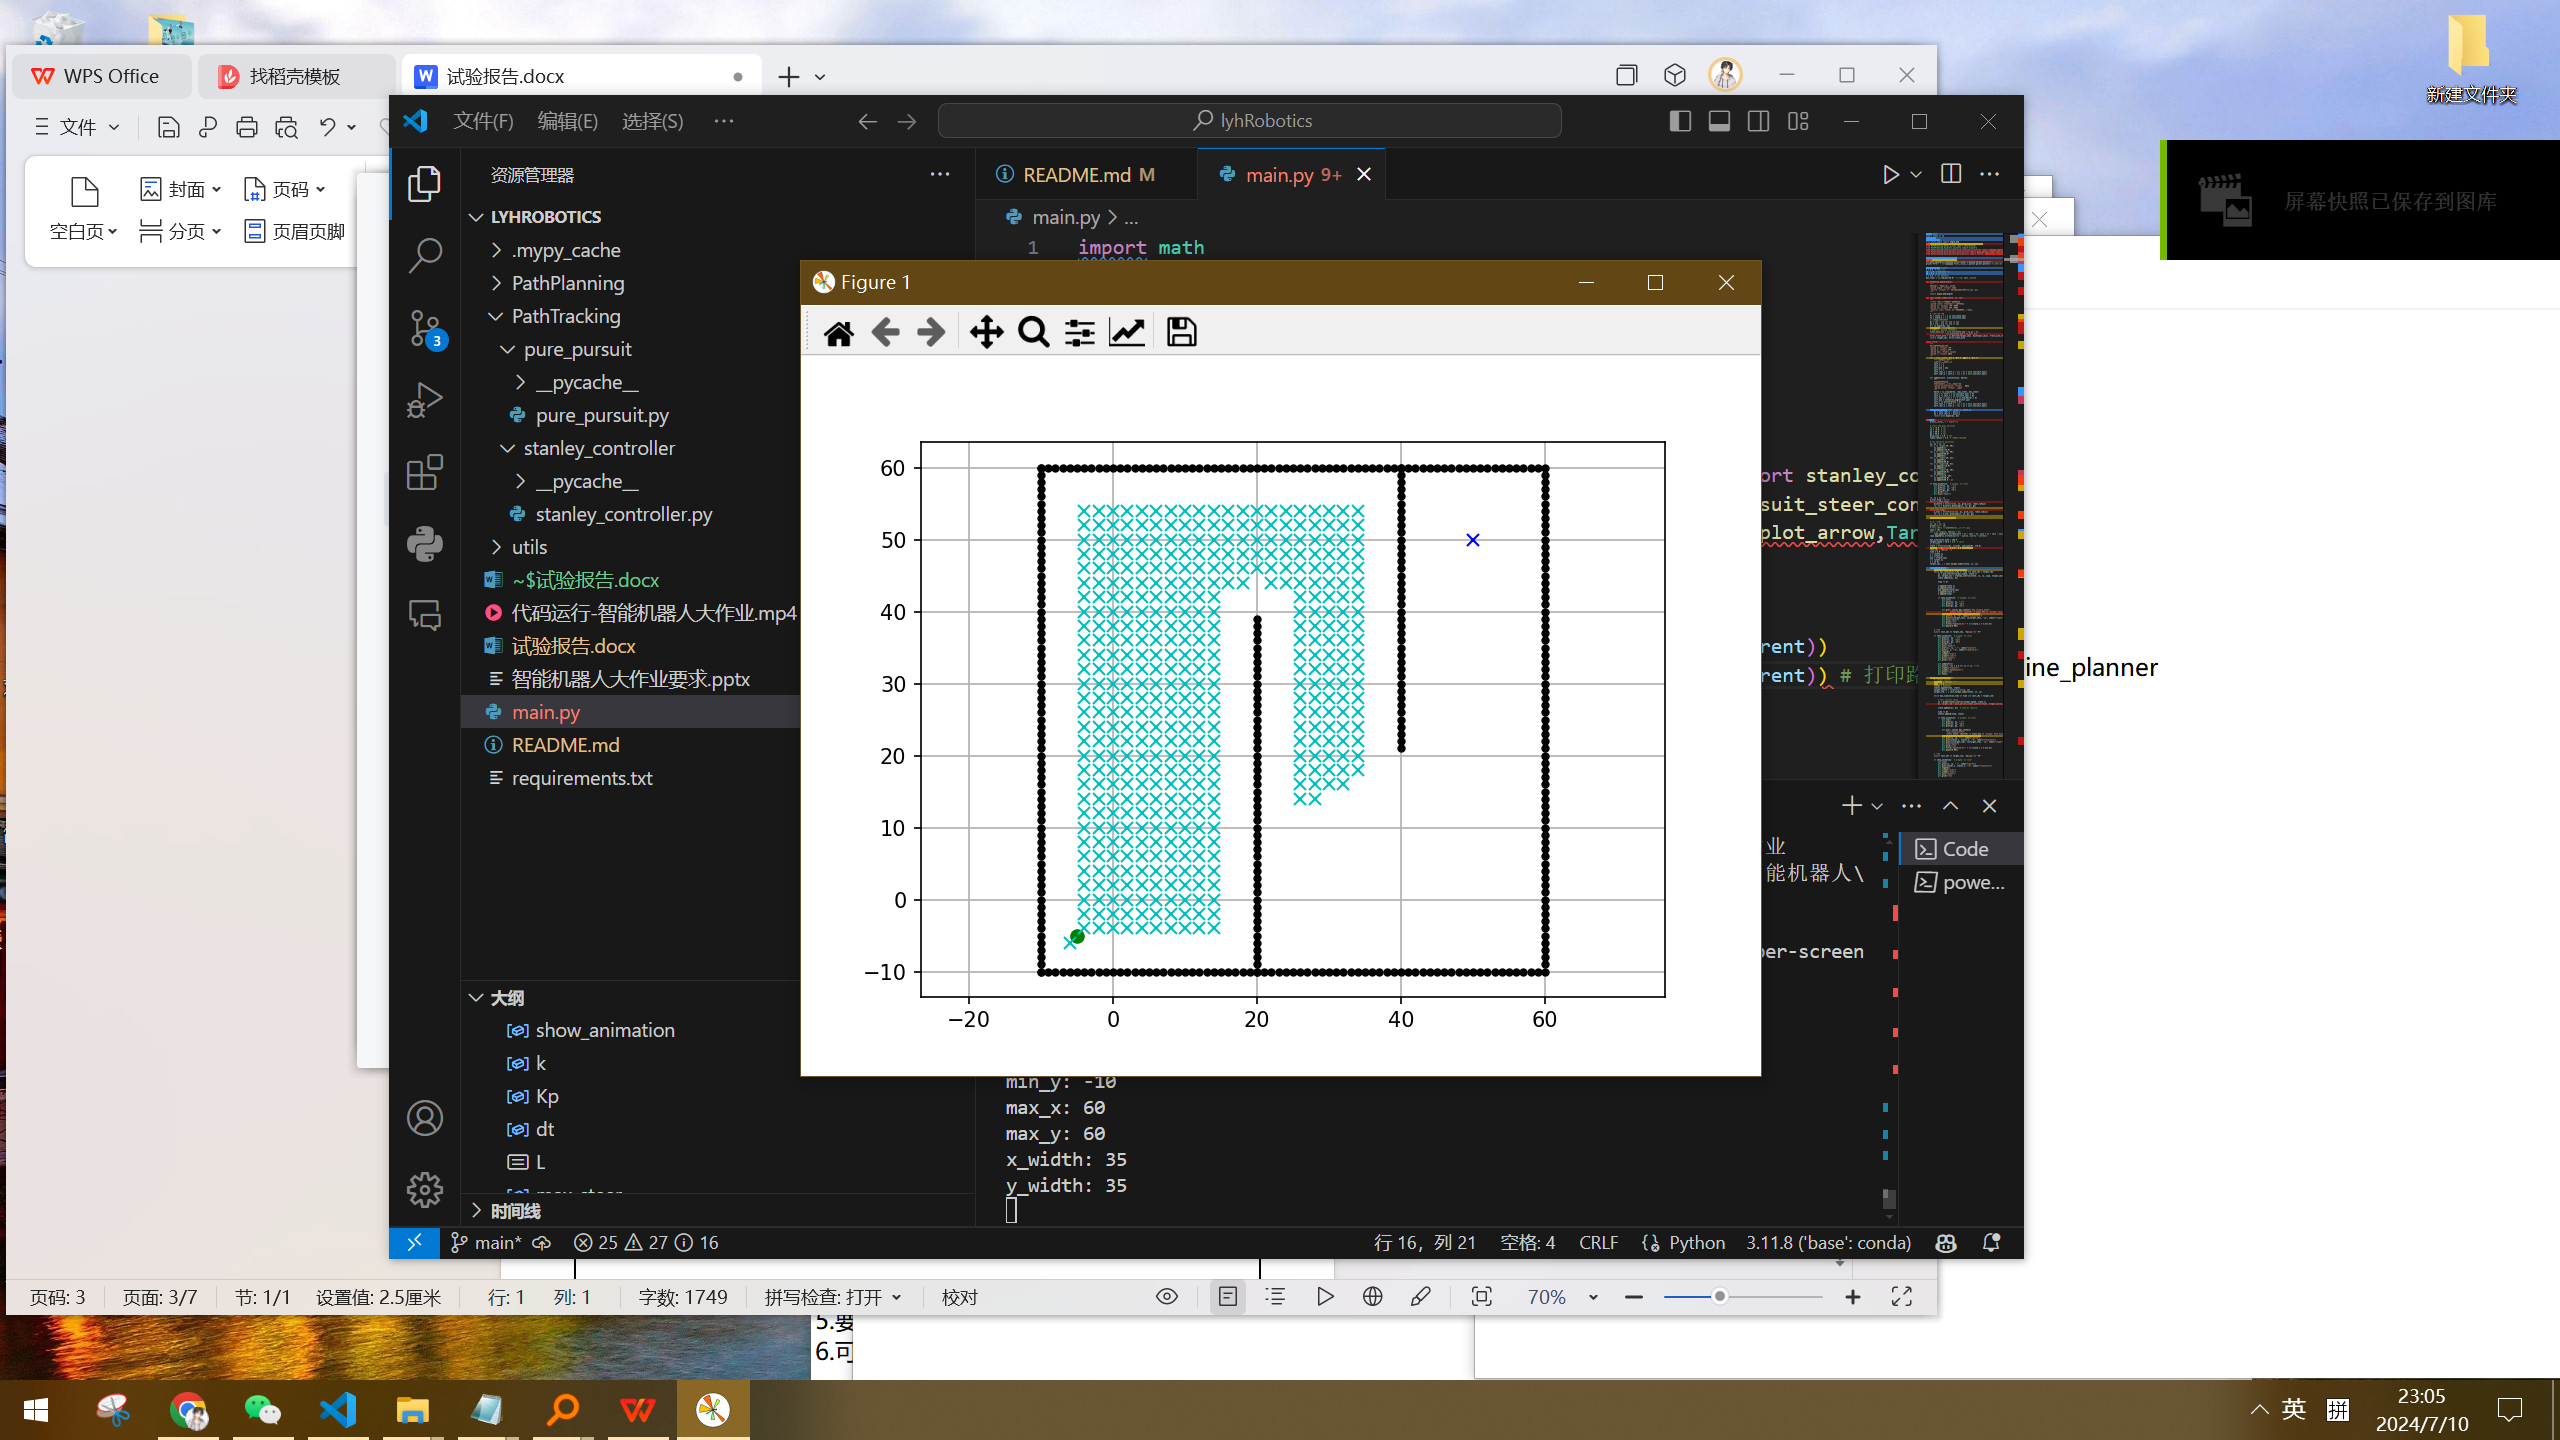 新建文件夹
WPS Office
找稻壳模板
试验报告.docx
文件
空白页
封面
页码
分页
页眉页脚
文件(F)
编辑(E)
选择(S)
lyhRobotics
屏幕快照已保存到图库
资源管理器
LYHROBOTICS
.mypy_cache
PathPlanning
PathTracking
pure_pursuit
__pycache__
pure_pursuit.py
stanley_controller
__pycache__
stanley_controller.py
utils
~$试验报告.docx
代码运行-智能机器人大作业.mp4
试验报告.docx
智能机器人大作业要求.pptx
main.py
README.md
requirements.txt
3
大纲
show_animation
k
Kp
dt
L
时间线
README.md M
main.py 9+
main.py > ...
1 import math
ort stanley_co
suit_steer_con
plot_arrow,Tar
rent))
rent)) # 打印路
ine_planner
Figure 1
60
50
40
30
20
10
0
−10
−20
0
20
40
60
业
能机器人\
per-screen
Code
powe...
min_y: -10
max_x: 60
max_y: 60
x_width: 35
y_width: 35
main*
25
27
16
行 16，列 21
空格: 4
CRLF
Python
3.11.8 ('base': conda)
页码: 3
页面: 3/7
节: 1/1
设置值: 2.5厘米
行: 1
列: 1
字数: 1749
拼写检查: 打开
校对
70%
5.要
6.可
英
拼
23:05
2024/7/10